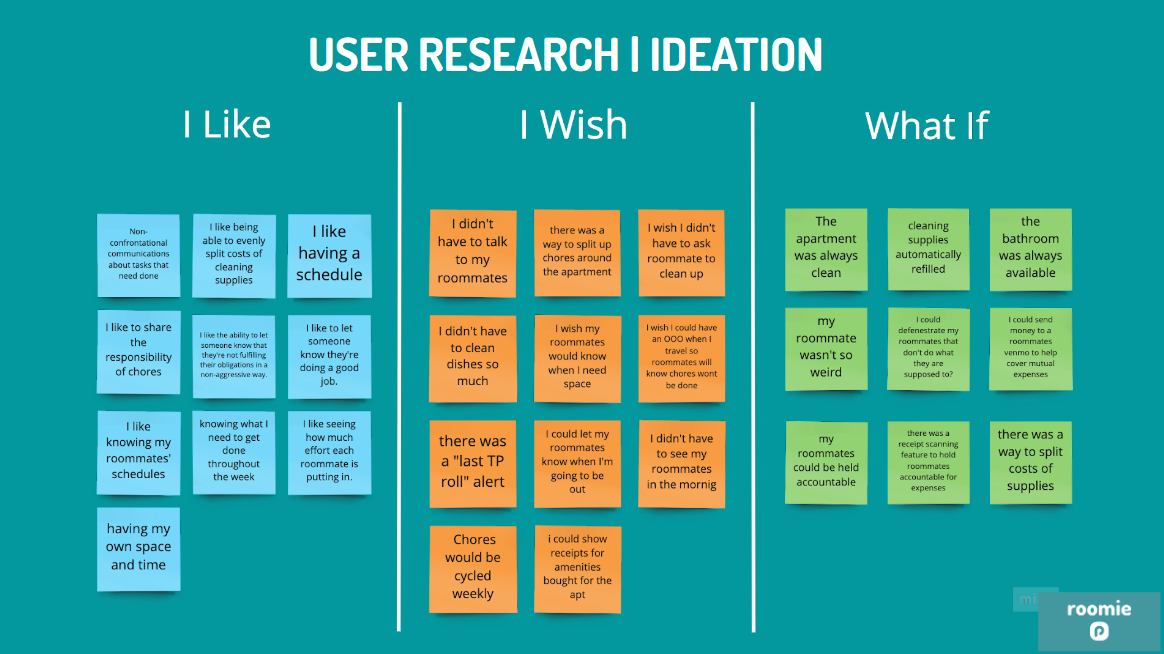 USER RESEARCH | IDEATION
I Like
I Wish
What If
Non-
confrontational
communications
about tasks that
need done
I like being
able to evenly
split costs of
cleaning
supplies
I like
having a
schedule
I like to share
the
responsibility
of chores
I like the ability to let
someone know that
they're not fulfilling
their obligations in a
non-aggressive way.
I like to let
someone
know they're
doing a good
job.
I like
knowing my
roommates'
schedules
knowing what I
need to get
done
throughout
the week
I like seeing
how much
effort each
roommate is
putting in.
having my
own space
and time
I didn't
have to talk
to my
roommates
there was a
way to split up
chores around
the apartment
I wish I didn't
have to ask
roommate to
clean up
I didn't have
to clean
dishes so
much
I wish my
roommates
would know
when I need
space
I wish I could have
an OOO when I
travel so
roommates will
know chores wont
be done
there was
a "last TP
roll" alert
I could let my
roommates
know when I'm
going to be
out
I didn't have
to see my
roommates
in the mornig
Chores
would be
cycled
weekly
i could show
receipts for
amenities
bought for the
apt
The
apartment
was always
clean
cleaning
supplies
automatically
refilled
the
bathroom
was always
available
my
roommate
wasn't so
weird
I could
defenestrate my
roommates that
don't do what
they are
supposed to?
I could send
money to a
roommates
venmo to help
cover mutual
expenses
my
roommates
could be held
accountable
there was a
receipt scanning
feature to hold
roommates
accountable for
expenses
there was a
way to split
costs of
supplies
roomie